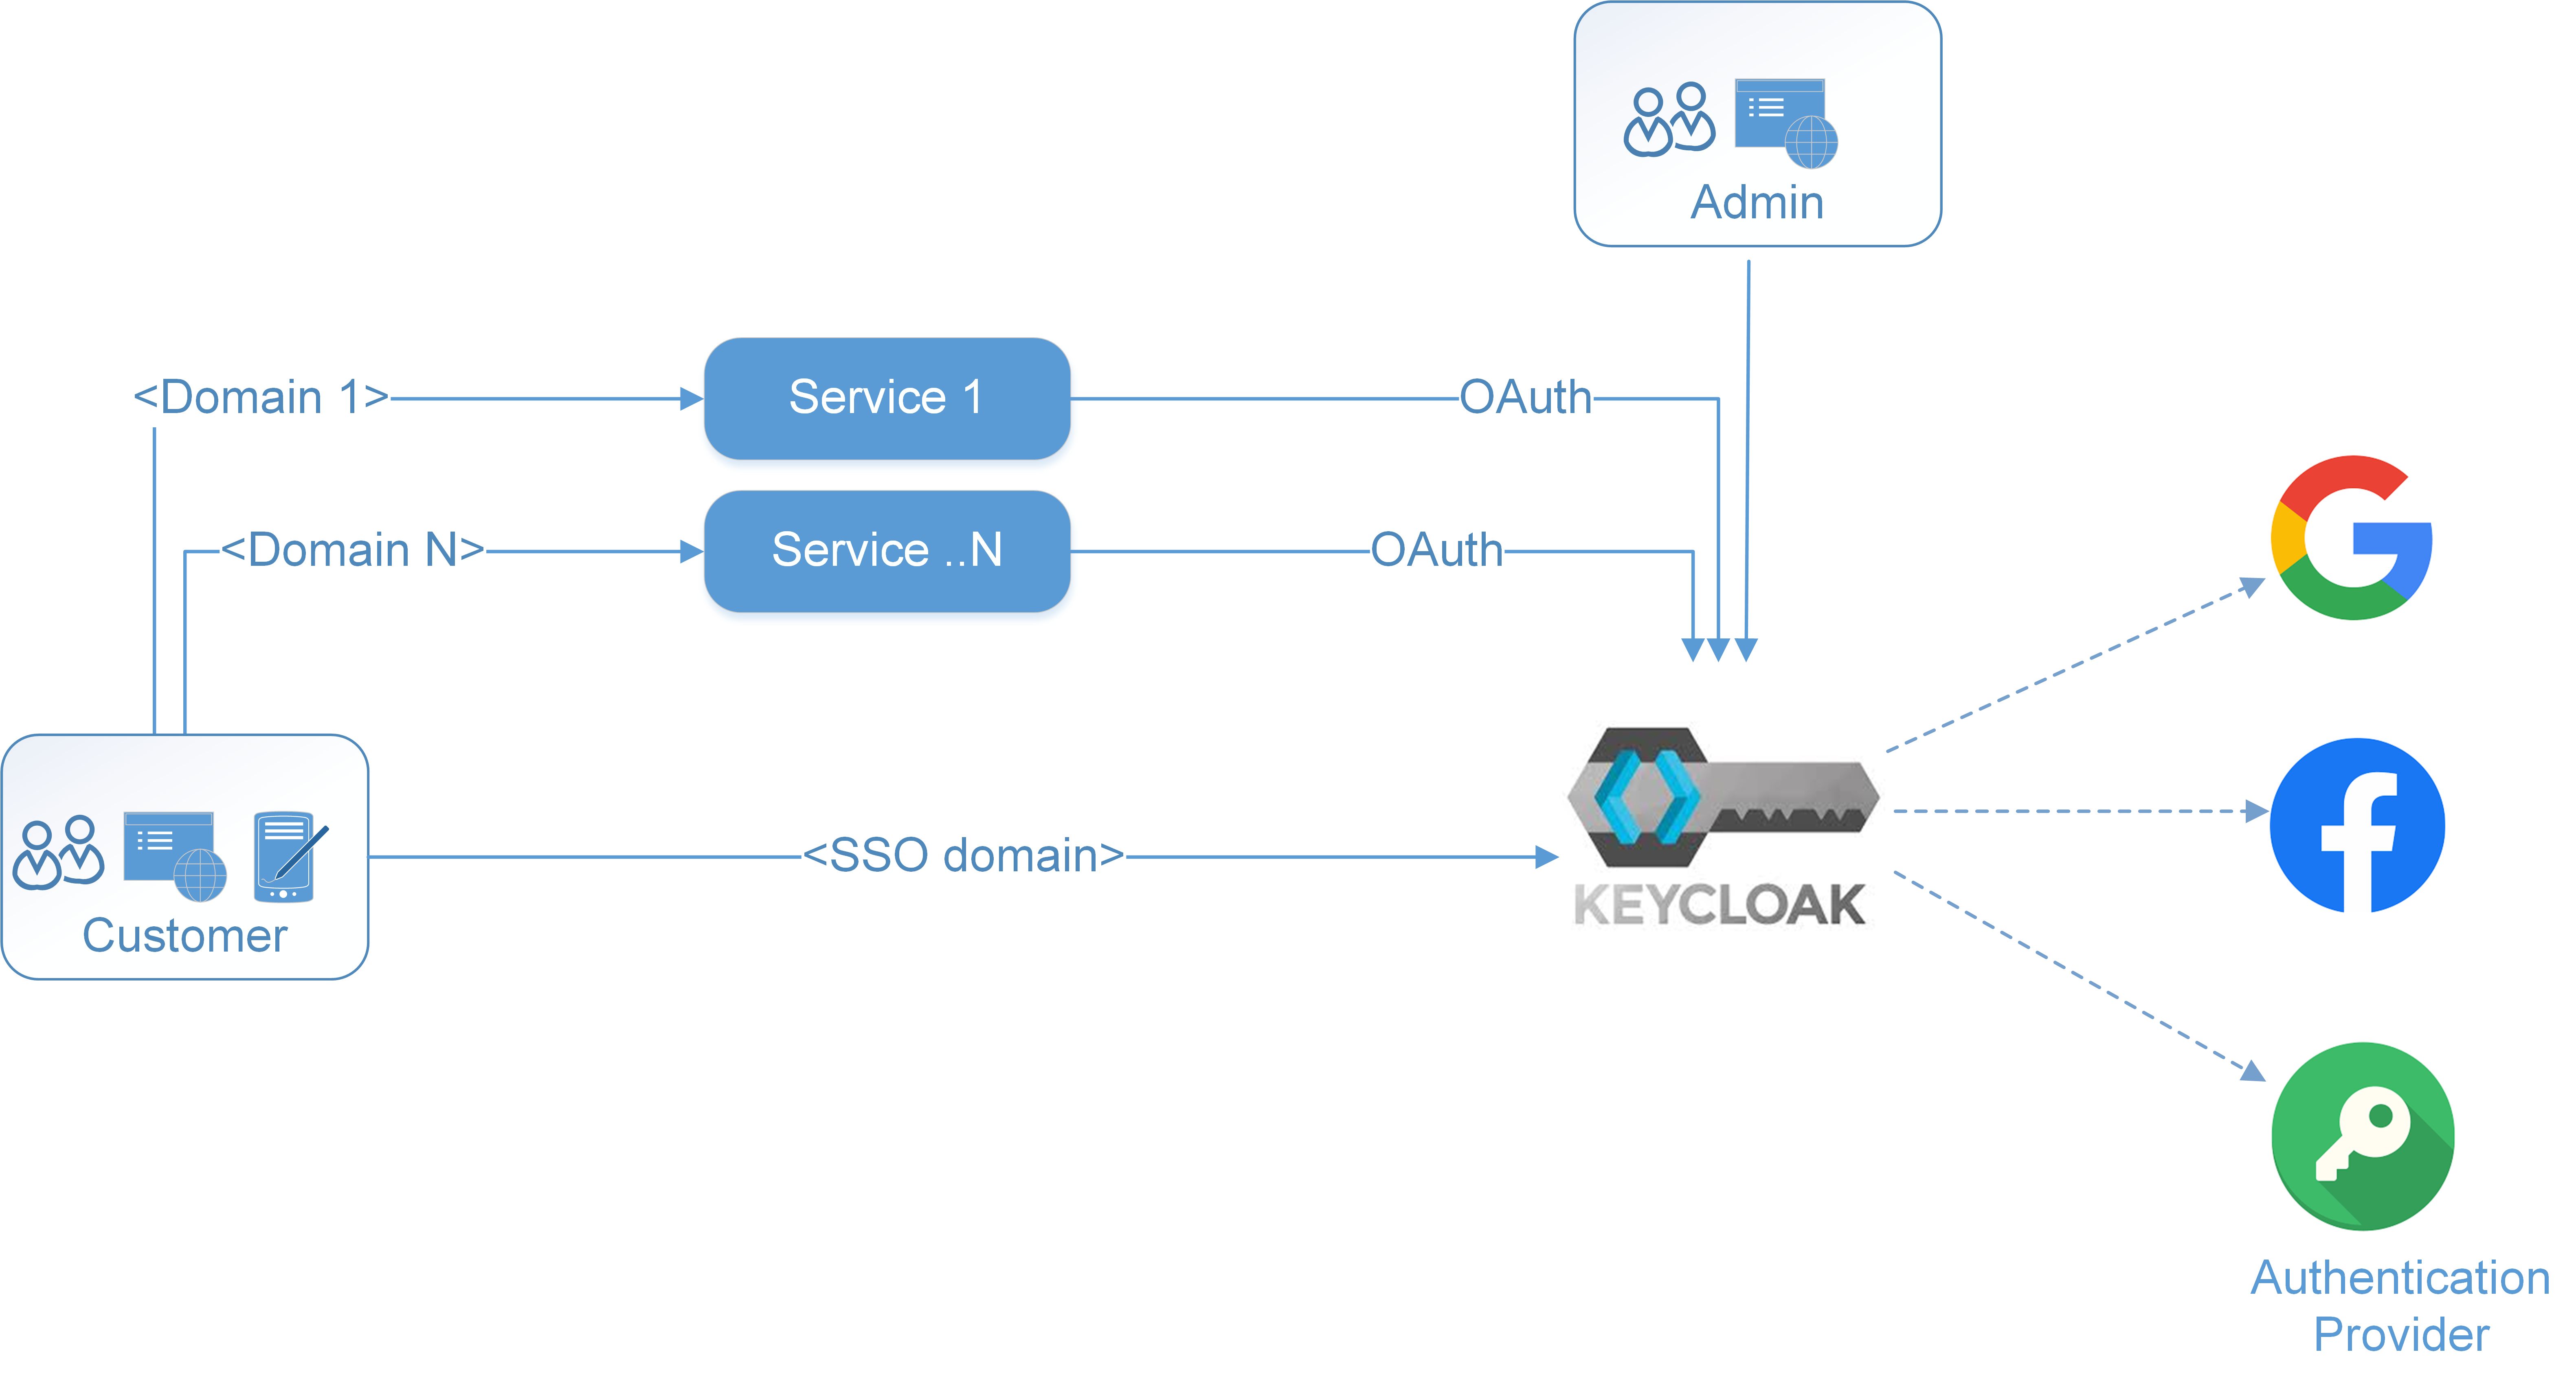 Admin
<Domain 1>
Service 1
OAuth
<Domain N>
Service ..N
OAuth
<SSO domain>
KEYCLOAK
Customer
Authentication
Provider